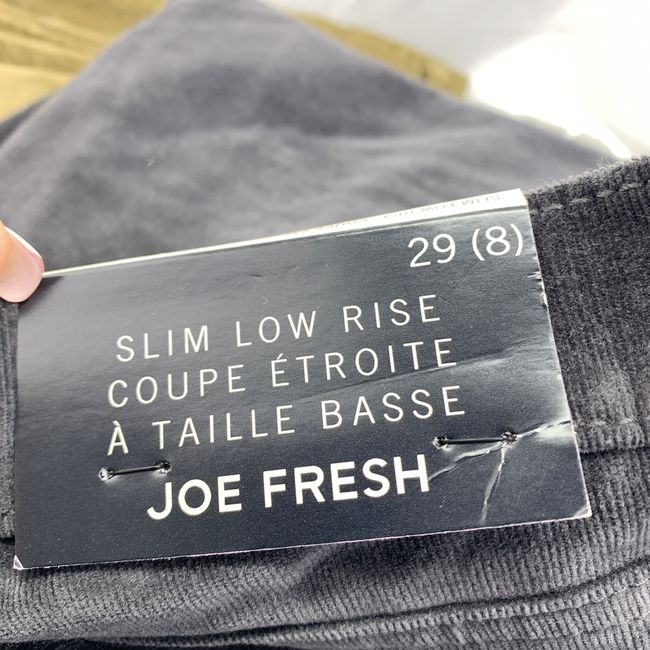 29 (8)
SLIM LOW RISE
COUPE ÉTROITE
À TAILLE BASSE
JOE FRESH